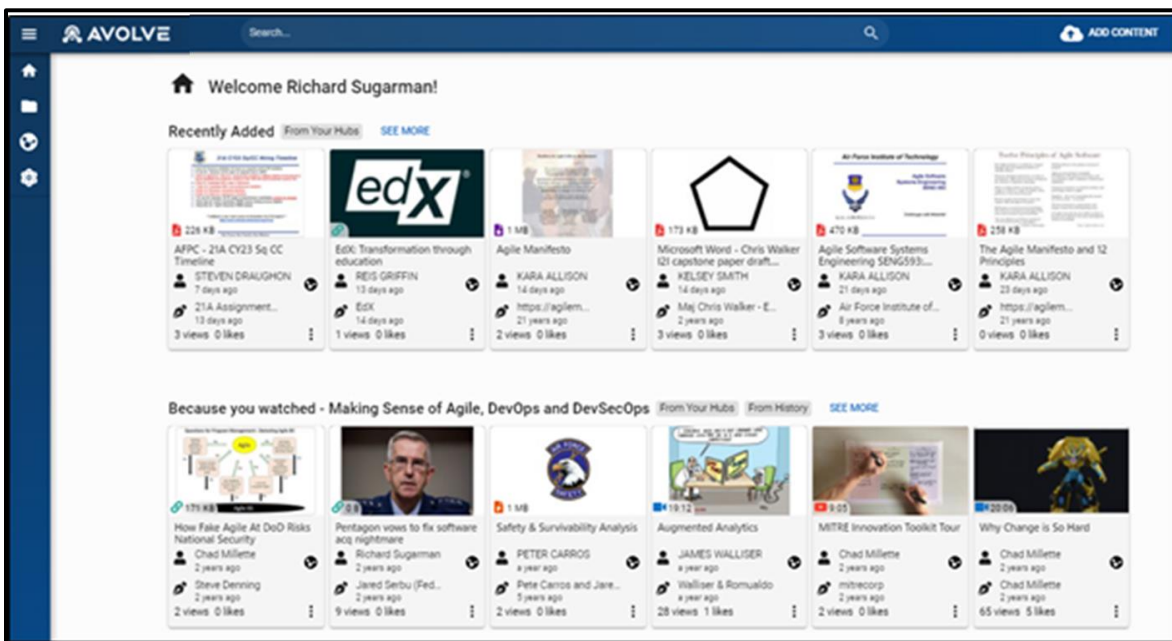 AVOLVE
Search...
ADD CONTENT
Welcome Richard Sugarman!
Recently Added From Your Hubs SEE MORE
21A CY23 Sq/CC Hiring Timeline
226 KB
AFPC - 21A CY23 Sq CC
Timeline
STEVEN DRAUGHON
7 days ago
21A Assignment...
13 days ago
3 views 0 likes
edX
EdX: Transformation through
education
REIS GRIFFIN
13 days ago
EdX
14 days ago
1 views 0 likes
1 MB
Agile Manifesto
KARA ALLISON
14 days ago
https://agilem...
21 years ago
2 views 0 likes
173 KB
Microsoft Word - Chris Walker
I2I capstone paper draft....
KELSEY SMITH
14 days ago
Maj Chris Walker - E...
2 years ago
3 views 0 likes
Air Force Institute of Technology
Agile Software
Systems Engineering
470 KB
Agile Software Systems
Engineering SENG593:...
KARA ALLISON
21 days ago
Air Force Institute of...
8 years ago
3 views 0 likes
Twelve Principles of Agile Software
258 KB
The Agile Manifesto and 12
Principles
KARA ALLISON
23 days ago
https://agilem...
21 years ago
0 views 0 likes
Because you watched - Making Sense of Agile, DevOps and DevSecOps From Your Hubs From History SEE MORE
Agile
171 KB
How Fake Agile At DoD Risks
National Security
Chad Millette
2 years ago
Steve Denning
2 years ago
2 views 0 likes
0 B
Pentagon vows to fix software
acq nightmare
Richard Sugarman
2 years ago
Jared Serbu (Fed...
2 years ago
9 views 0 likes
AIR FORCE
SAFETY
1 MB
Safety & Survivability Analysis
PETER CARROS
a year ago
Pete Carros and Jare...
5 years ago
2 views 0 likes
19:12
Augmented Analytics
JAMES WALLISER
a year ago
Walliser & Romualdo
a year ago
28 views 1 likes
9:05
MITRE Innovation Toolkit Tour
Chad Millette
2 years ago
mitrecorp
2 years ago
2 views 0 likes
20:06
Why Change is So Hard
Chad Millette
2 years ago
Chad Millette
2 years ago
65 views 5 likes